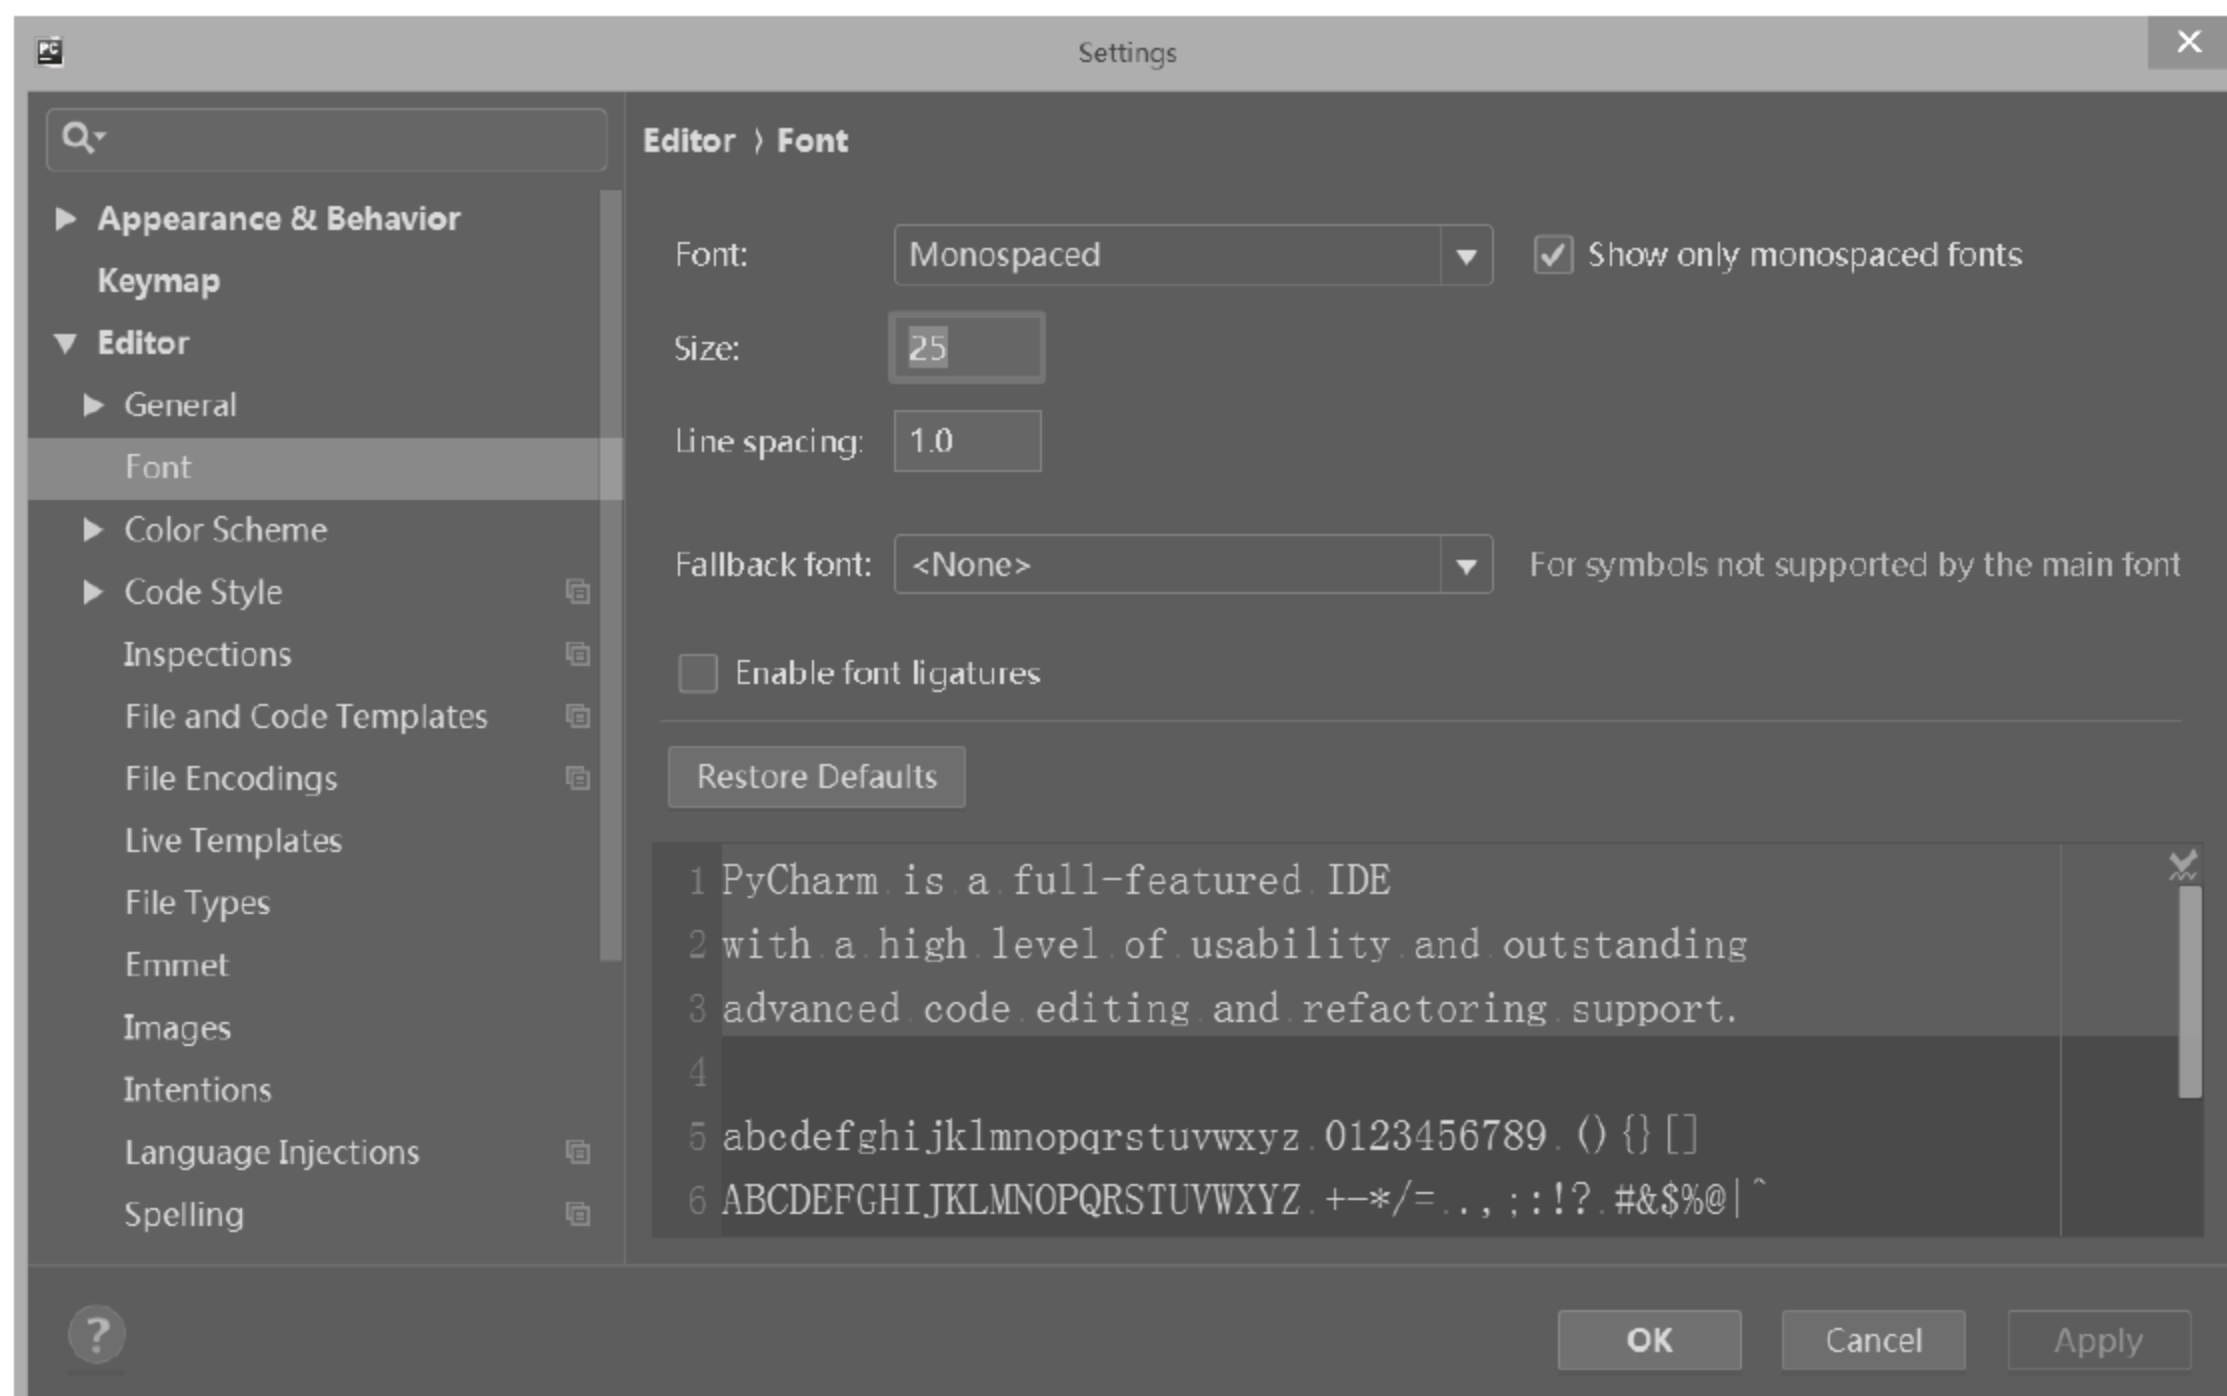 PC
Settings
Editor 〉 Font
Appearance & Behavior
Keymap
Editor
General
Font
Color Scheme
Code Style
Inspections
File and Code Templates
File Encodings
Live Templates
File Types
Emmet
Images
Intentions
Language Injections
Spelling
Font: Monospaced Show only monospaced fonts
Size: 25
Line spacing: 1.0
Fallback font: <None> For symbols not supported by the main font
Enable font ligatures
Restore Defaults
1 PyCharm is a full-featured IDE
2 with a high level of usability and outstanding
3 advanced code editing and refactoring support.
4
5 abcdefghijklmnopqrstuvwxyz 0123456789 (){}[]
6 ABCDEFGHIJKLMNOPQRSTUVWXYZ +-*/= .,;:!? #&$%@|^
? OK Cancel Apply